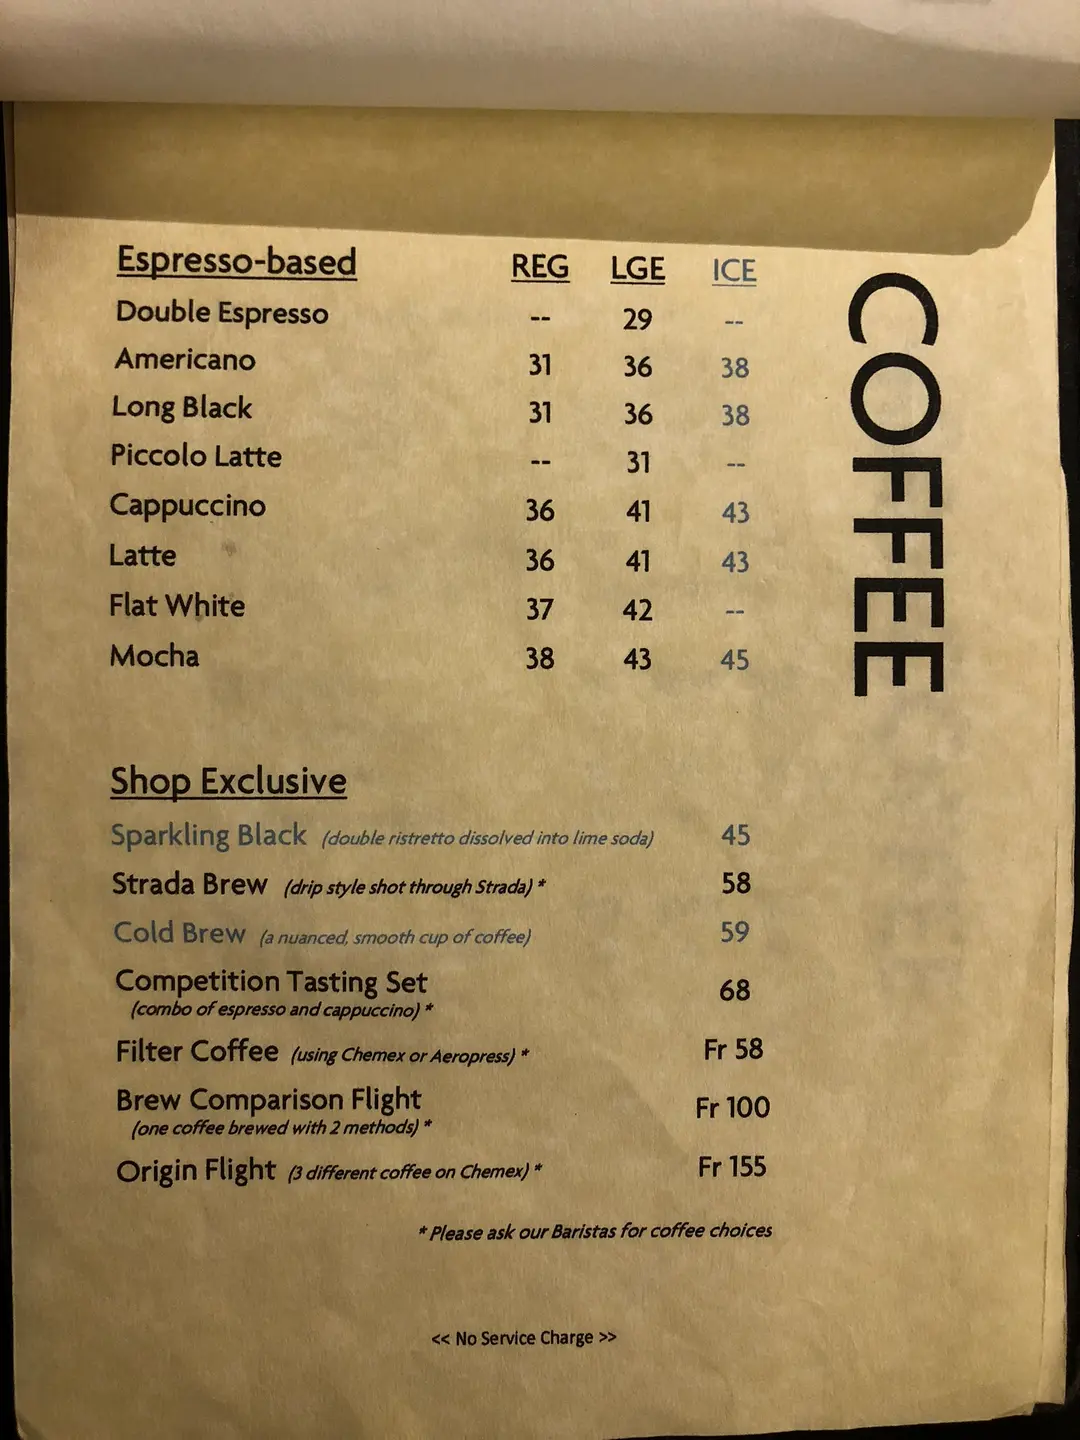 Espresso-based REG LGE ICE
Double Espresso -- 29 --
Americano 31 36 38
Long Black 31 36 38
Piccolo Latte -- 31 --
Cappuccino 36 41 43
Latte 36 41 43
Flat White 37 42 --
Mocha 38 43 45
COFFEE
Shop Exclusive
Sparkling Black (double ristretto dissolved into lime soda) 45
Strada Brew (drip style shot through Strada) * 58
Cold Brew (a nuanced, smooth cup of coffee) 59
Competition Tasting Set 68
(combo of espresso and cappuccino) *
Filter Coffee (using Chemex or Aeropress) * Fr 58
Brew Comparison Flight Fr 100
(one coffee brewed with 2 methods) *
Origin Flight (3 different coffee on Chemex) * Fr 155
* Please ask our Baristas for coffee choices
<< No Service Charge >>